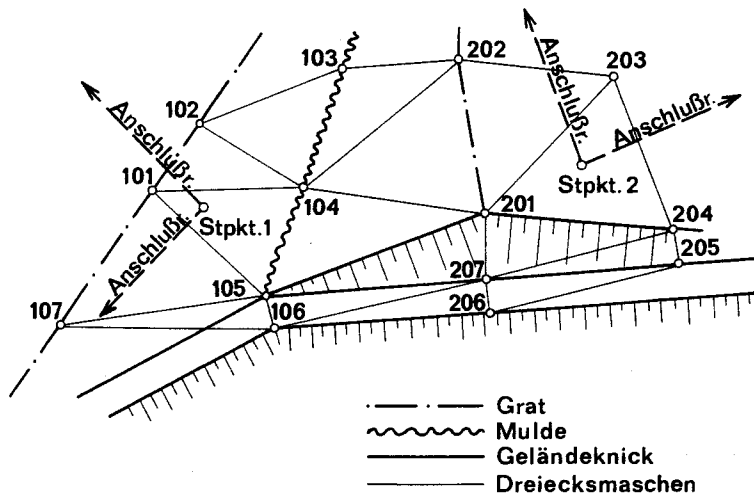 103
202
203
102
Anschlußr.
Anschlußr.
Anschlußr.
101
104
Stpkt. 2
Anschlußr.
Stpkt.1
201
204
205
207
105
206
106
107
Grat
Mulde
Geländeknick
Dreiecksmaschen